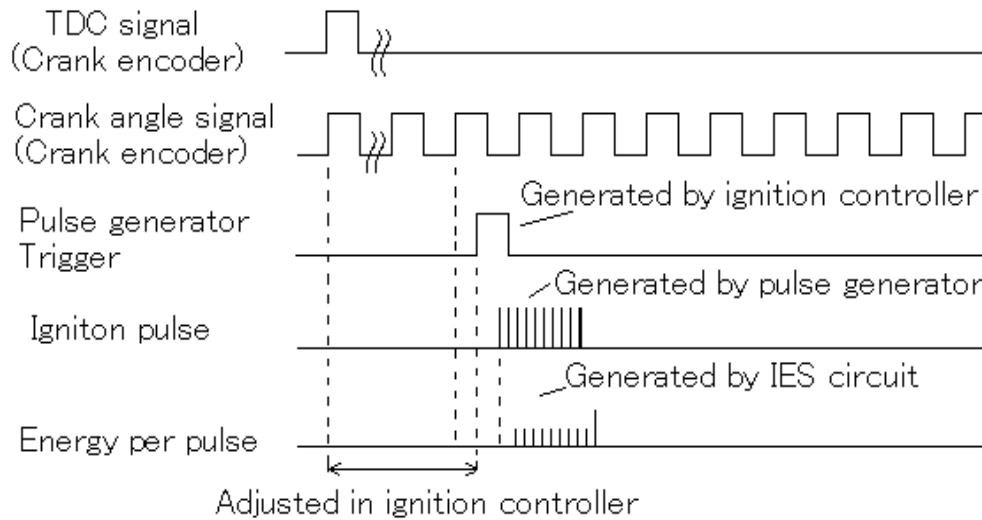 TDC signal
(Crank encoder)
Crank angle signal
(Crank encoder)
Generated by ignition controller
Pulse generator
Trigger
Generated by pulse generator
Igniton pulse
Generated by IES circuit
Energy per pulse
Adjusted in ignition controller